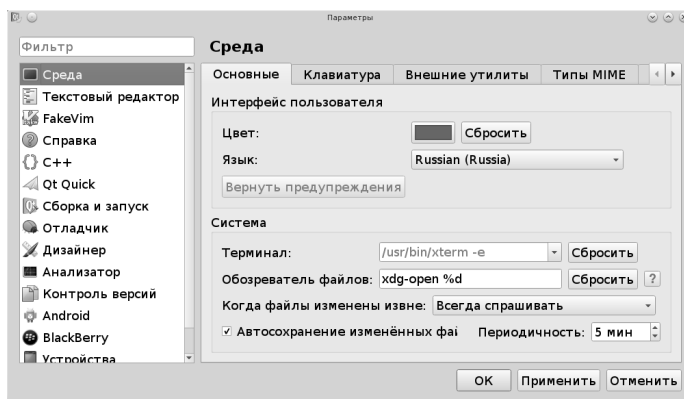 Параметры
Фильтр
Среда
Текстовый редактор
FakeVim
Справка
C++
Qt Quick
Сборка и запуск
Отладчик
Дизайнер
Анализатор
Контроль версий
Android
BlackBerry
Устройства
Среда
Основные Клавиатура Внешние утилиты Типы MIME
Интерфейс пользователя
Цвет: Сбросить
Язык: Russian (Russia)
Вернуть предупреждения
Система
Терминал: /usr/bin/xterm -e Сбросить
Обозреватель файлов: xdg-open %d Сбросить ?
Когда файлы изменены извне: Всегда спрашивать
Автосохранение изменённых фай Периодичность: 5 мин
OK Применить Отменить